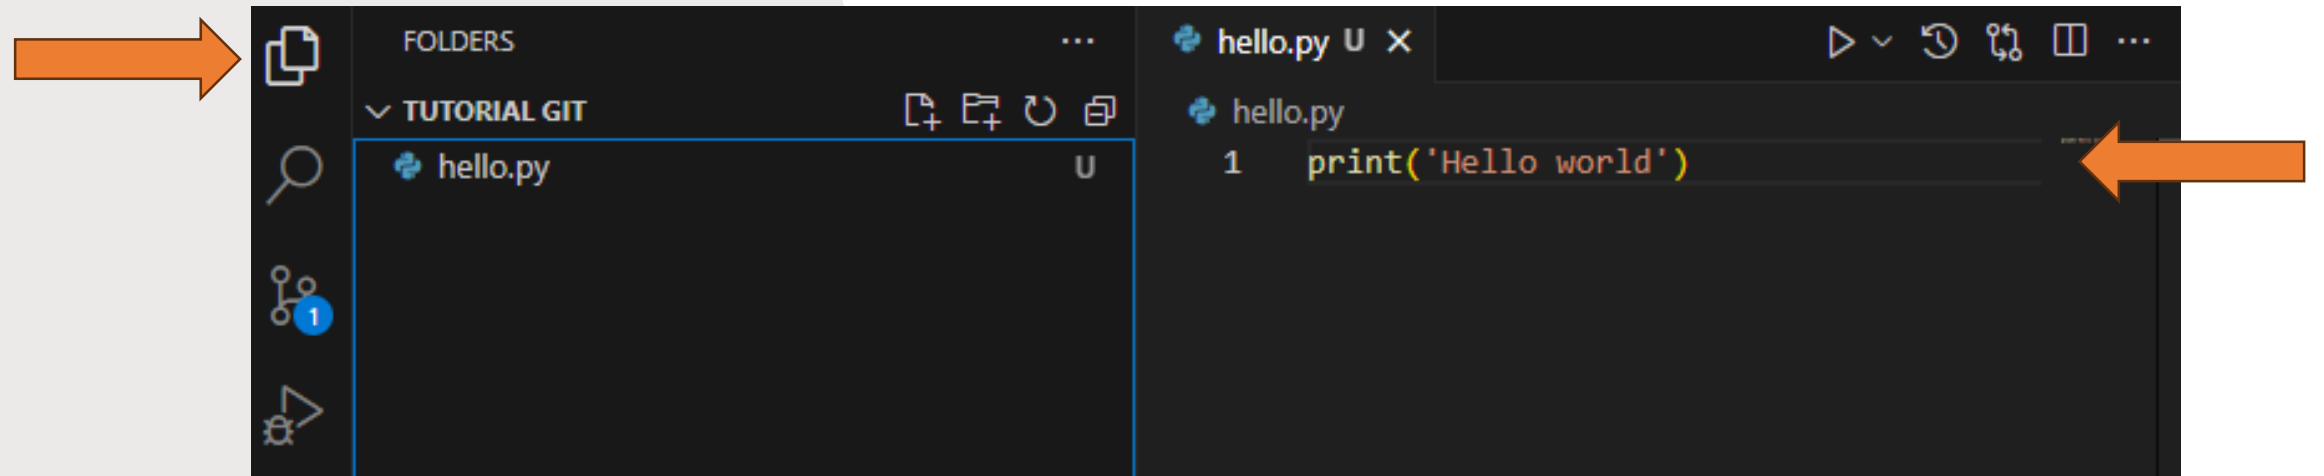 FOLDERS
TUTORIAL GIT
hello.py U
1
hello.py U
hello.py
1 print('Hello world')